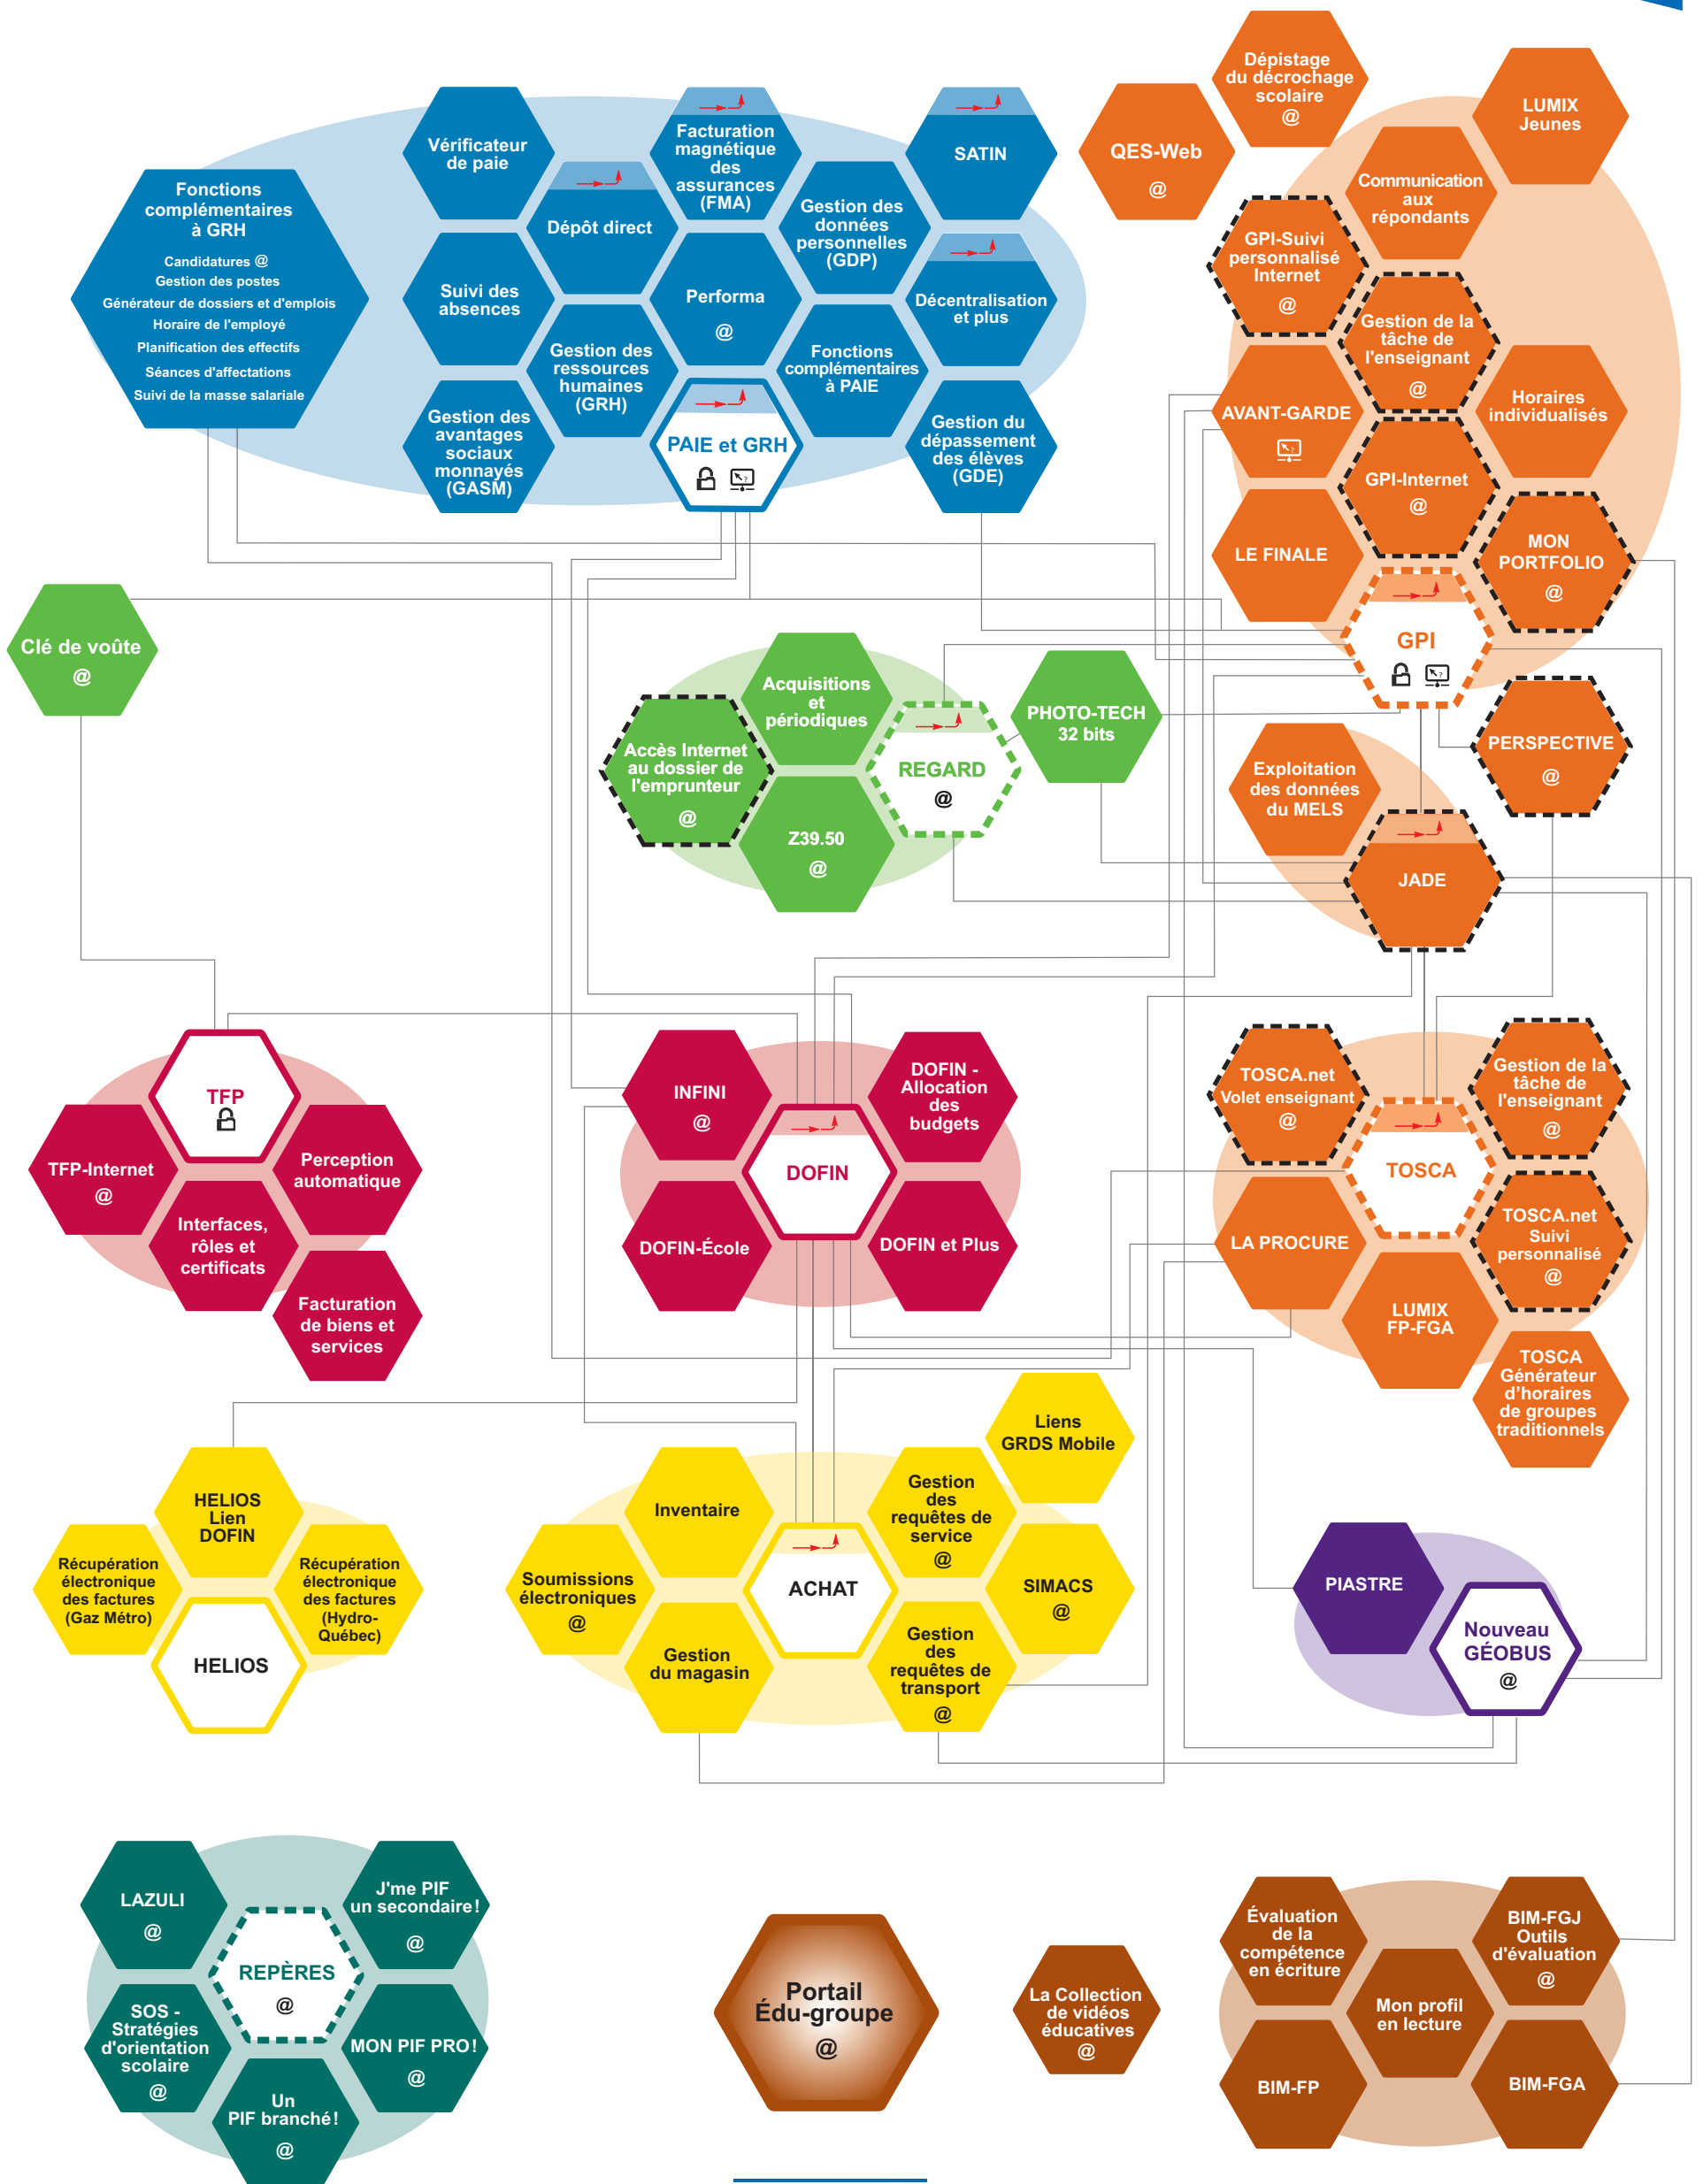 Dépistage
du décrochage
scolaire
@
LUMIX
Jeunes
QES-Web
@
Communication
aux
répondants
GPI-Suivi
personnalisé
Internet
@
Gestion de la
tâche de
l'enseignant
@
AVANT-GARDE
Horaires
individualisés
GPI-Internet
@
LE FINALE
MON
PORTFOLIO
@
GPI
PERSPECTIVE
@
Exploitation
des données
du MELS
JADE
Vérificateur
de paie
Facturation
magnétique
des
assurances
(FMA)
SATIN
Fonctions
complémentaires
à GRH
Candidatures @
Gestion des postes
Générateur de dossiers et d'emplois
Horaire de l'employé
Planification des effectifs
Séances d'affectations
Suivi de la masse salariale
Dépôt direct
Gestion des
données
personnelles
(GDP)
Suivi des
absences
Performa
@
Décentralisation
et plus
Gestion des
ressources
humaines
(GRH)
Fonctions
complémentaires
à PAIE
Gestion des
avantages
sociaux
monnayés
(GASM)
PAIE et GRH
Gestion du
dépassement
des élèves
(GDE)
Clé de voûte
@
Acquisitions
et
périodiques
PHOTO-TECH
32 bits
Accès Internet
au dossier de
l'emprunteur
@
REGARD
@
Z39.50
@
TFP
TFP-Internet
@
Perception
automatique
Interfaces,
rôles et
certificats
Facturation
de biens et
services
INFINI
@
DOFIN -
Allocation
des
budgets
DOFIN
DOFIN-École
DOFIN et Plus
TOSCA.net
Volet enseignant
@
Gestion de la
tâche de
l'enseignant
@
TOSCA
LA PROCURE
TOSCA.net
Suivi
personnalisé
@
LUMIX
FP-FGA
TOSCA
Générateur
d’horaires
de groupes
traditionnels
HELIOS
Lien
DOFIN
Récupération
électronique
des factures
(Gaz Métro)
Récupération
électronique
des factures
(Hydro-
Québec)
HELIOS
Liens
GRDS Mobile
Inventaire
Gestion
des
requêtes de
service
@
Soumissions
électroniques
@
ACHAT
SIMACS
@
Gestion
du magasin
Gestion
des
requêtes de
transport
@
PIASTRE
Nouveau
GÉOBUS
@
LAZULI
@
J'me PIF
un secondaire!
@
REPÈRES
@
SOS -
Stratégies
d'orientation
scolaire
@
MON PIF PRO!
@
Un
PIF branché!
@
Portail
Édu-groupe
@
La Collection
de vidéos
éducatives
@
Évaluation
de la
compétence
en écriture
BIM-FGJ
Outils
d'évaluation
@
Mon profil
en lecture
BIM-FP
BIM-FGA